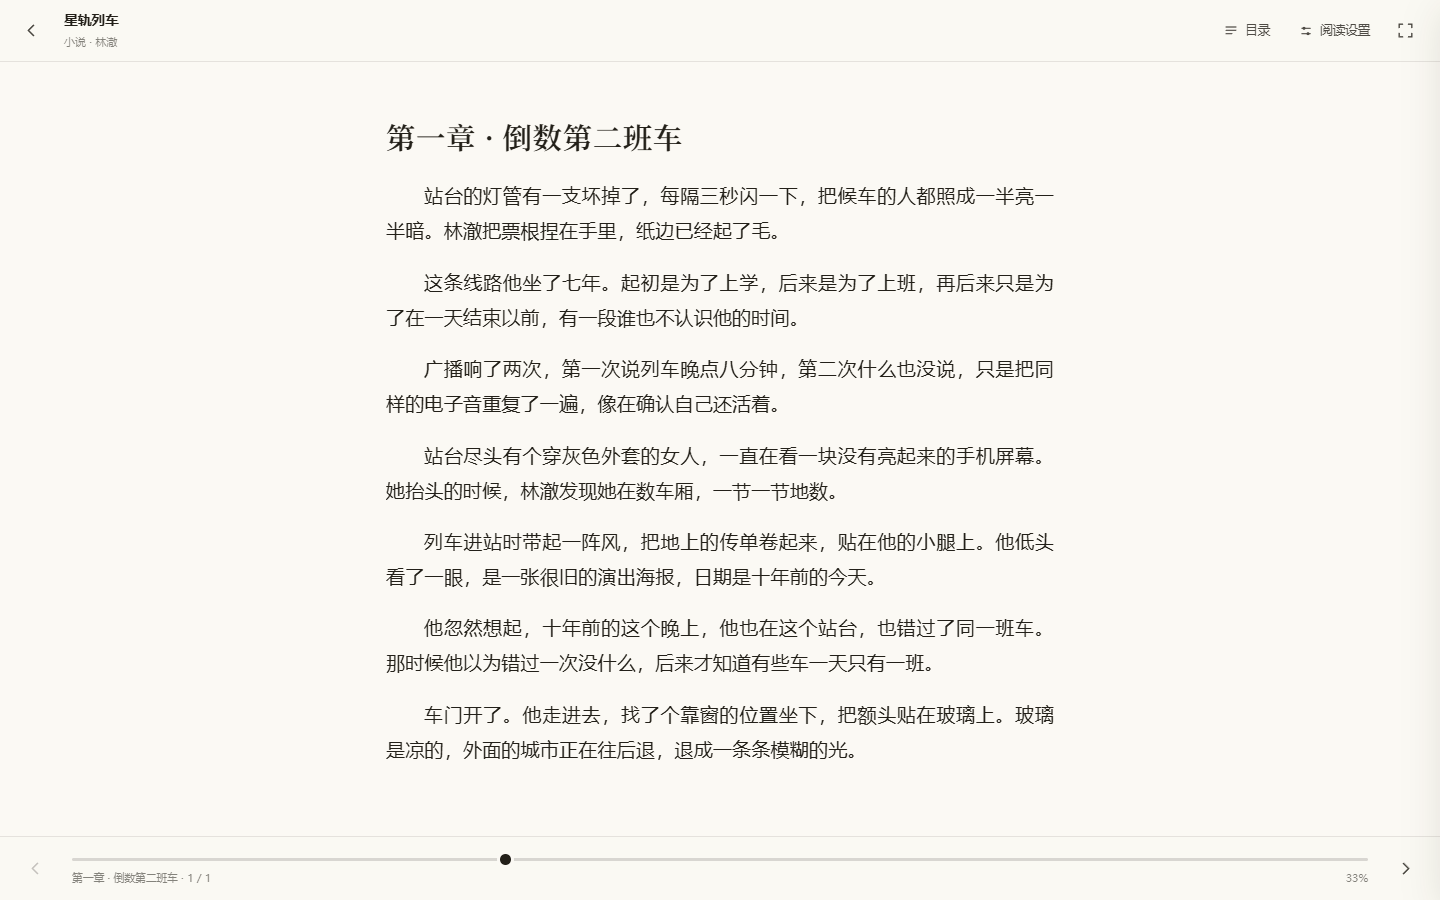 星轨列车
小说 · 林澈
目录
阅读设置
第一章 · 倒数第二班车
站台的灯管有一支坏掉了，每隔三秒闪一下，把候车的人都照成一半亮一
半暗。林澈把票根捏在手里，纸边已经起了毛。
这条线路他坐了七年。起初是为了上学，后来是为了上班，再后来只是为
了在一天结束以前，有一段谁也不认识他的时间。
广播响了两次，第一次说列车晚点八分钟，第二次什么也没说，只是把同
样的电子音重复了一遍，像在确认自己还活着。
站台尽头有个穿灰色外套的女人，一直在看一块没有亮起来的手机屏幕。
她抬头的时候，林澈发现她在数车厢，一节一节地数。
列车进站时带起一阵风，把地上的传单卷起来，贴在他的小腿上。他低头
看了一眼，是一张很旧的演出海报，日期是十年前的今天。
他忽然想起，十年前的这个晚上，他也在这个站台，也错过了同一班车。
那时候他以为错过一次没什么，后来才知道有些车一天只有一班。
车门开了。他走进去，找了个靠窗的位置坐下，把额头贴在玻璃上。玻璃
是凉的，外面的城市正在往后退，退成一条条模糊的光。
第一章 · 倒数第二班车 · 1 / 1
33%